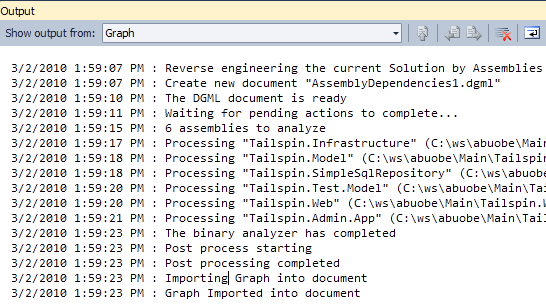 Output
Show output from: Graph
3/2/2010 1:59:07 PM : Reverse engineering the current Solution by Assemblies
3/2/2010 1:59:07 PM : Create new document "AssemblyDependencies1.dgml"
3/2/2010 1:59:10 PM : The DGML document is ready
3/2/2010 1:59:11 PM : Waiting for pending actions to complete...
3/2/2010 1:59:15 PM : 6 assemblies to analyze
3/2/2010 1:59:17 PM : Processing "Tailspin.Infrastructure" (C:\ws\abuobe\Main\T
3/2/2010 1:59:18 PM : Processing "Tailspin.Model" (C:\ws\abuobe\Main\Tailspin
3/2/2010 1:59:18 PM : Processing "Tailspin.SimpleSqlRepository" (C:\ws\abuobe
3/2/2010 1:59:20 PM : Processing "Tailspin.Test.Model" (C:\ws\abuobe\Main\Tai
3/2/2010 1:59:20 PM : Processing "Tailspin.Web" (C:\ws\abuobe\Main\Tailspin.W
3/2/2010 1:59:21 PM : Processing "Tailspin.Admin.App" (C:\ws\abuobe\Main\Tail
3/2/2010 1:59:23 PM : The binary analyzer has completed
3/2/2010 1:59:23 PM : Post process starting
3/2/2010 1:59:23 PM : Post processing completed
3/2/2010 1:59:23 PM : Importing Graph into document
3/2/2010 1:59:23 PM : Graph Imported into document